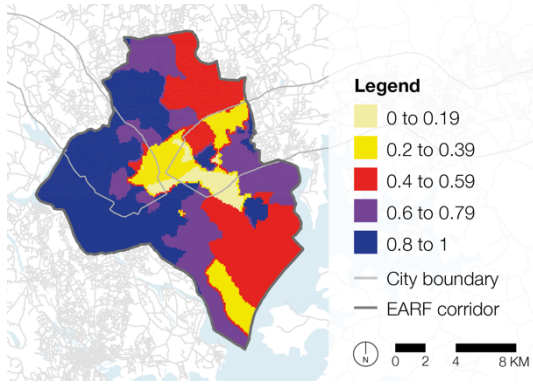 Legend
0 to 0.19
0.2 to 0.39
0.4 to 0.59
0.6 to 0.79
0.8 to 1
City boundary
EARF corridor
N
0 2 4 8 KM